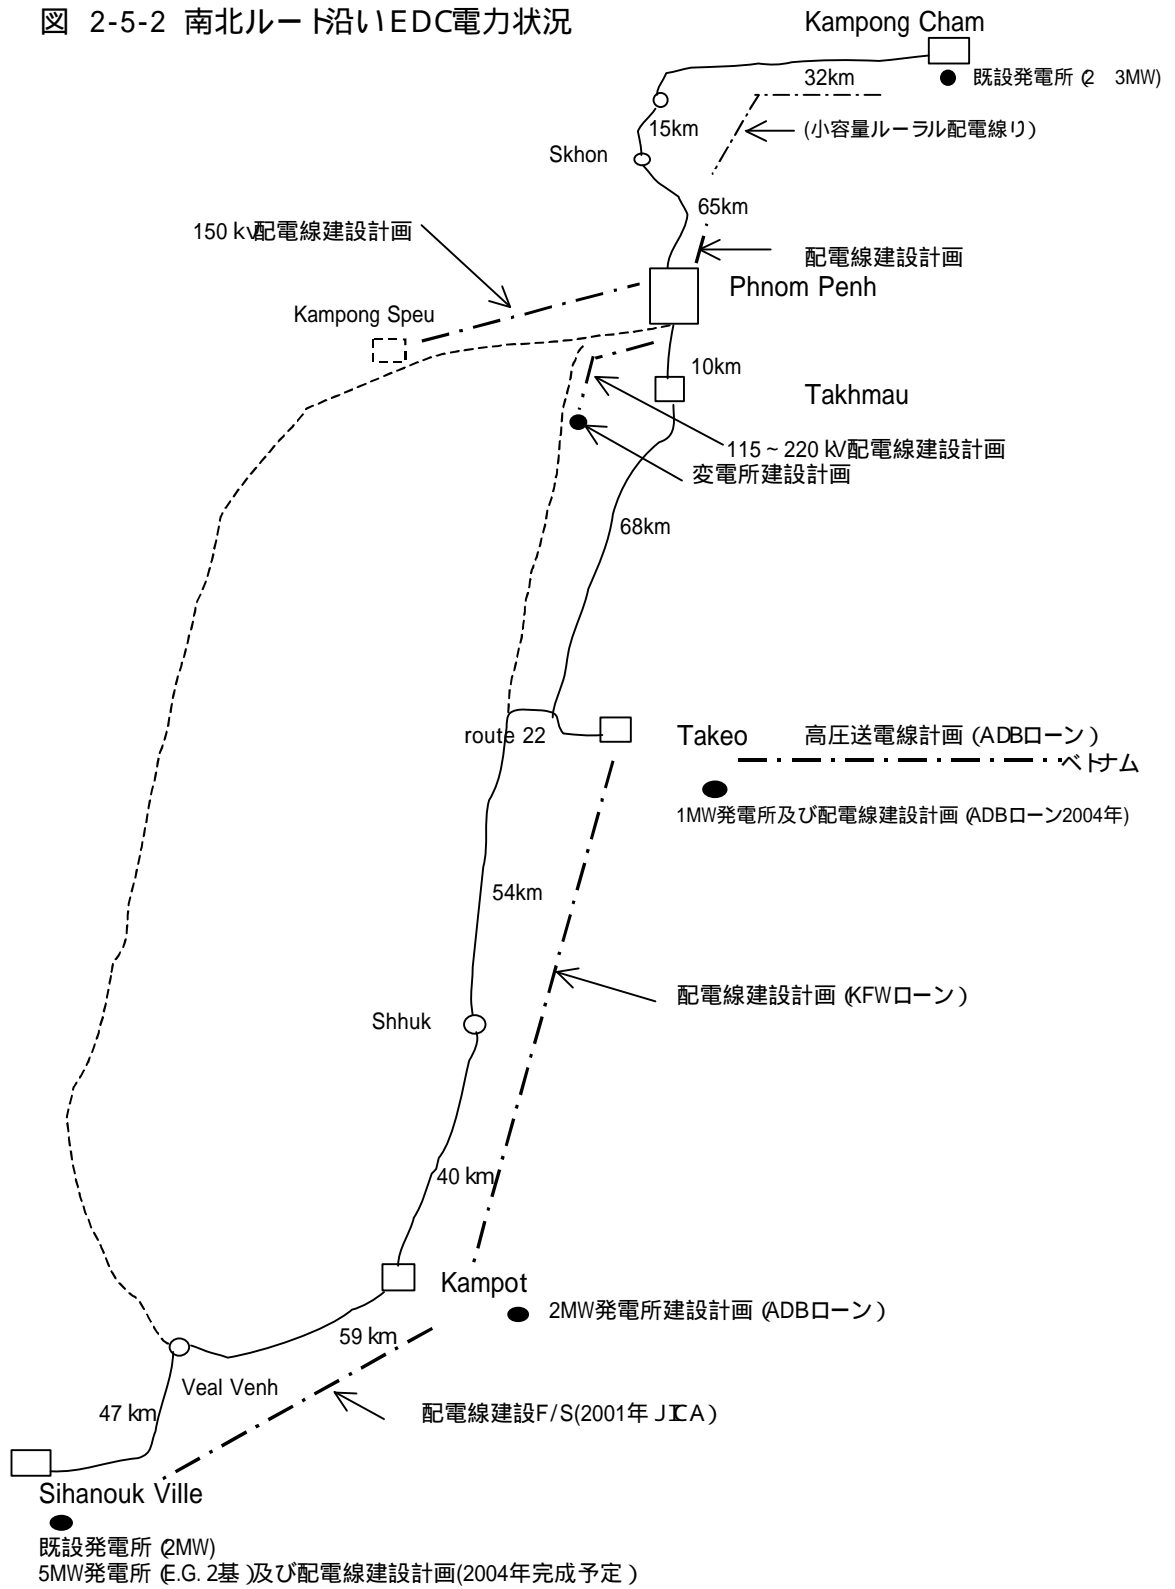 図 2-5-2 南北ルート沿いEDC電力状況
Kampong Cham
32km
既設発電所(2 3MW)
15km
(小容量ルーラル配電線り)
Skhon
65km
150 kv配電線建設計画
配電線建設計画
Phnom Penh
Kampong Speu
10km
Takhmau
115~220 kV配電線建設計画
変電所建設計画
68km
route 22
Takeo
高圧送電線計画(ADBローン)
ベトナム
1MW発電所及び配電線建設計画(ADBローン2004年)
54km
配電線建設計画(KFWローン)
Shhuk
40 km
Kampot
2MW発電所建設計画(ADBローン)
59 km
Veal Venh
47 km
配電線建設F/S(2001年 JICA)
Sihanouk Ville
既設発電所(2MW)
5MW発電所(E.G. 2基)及び配電線建設計画(2004年完成予定)